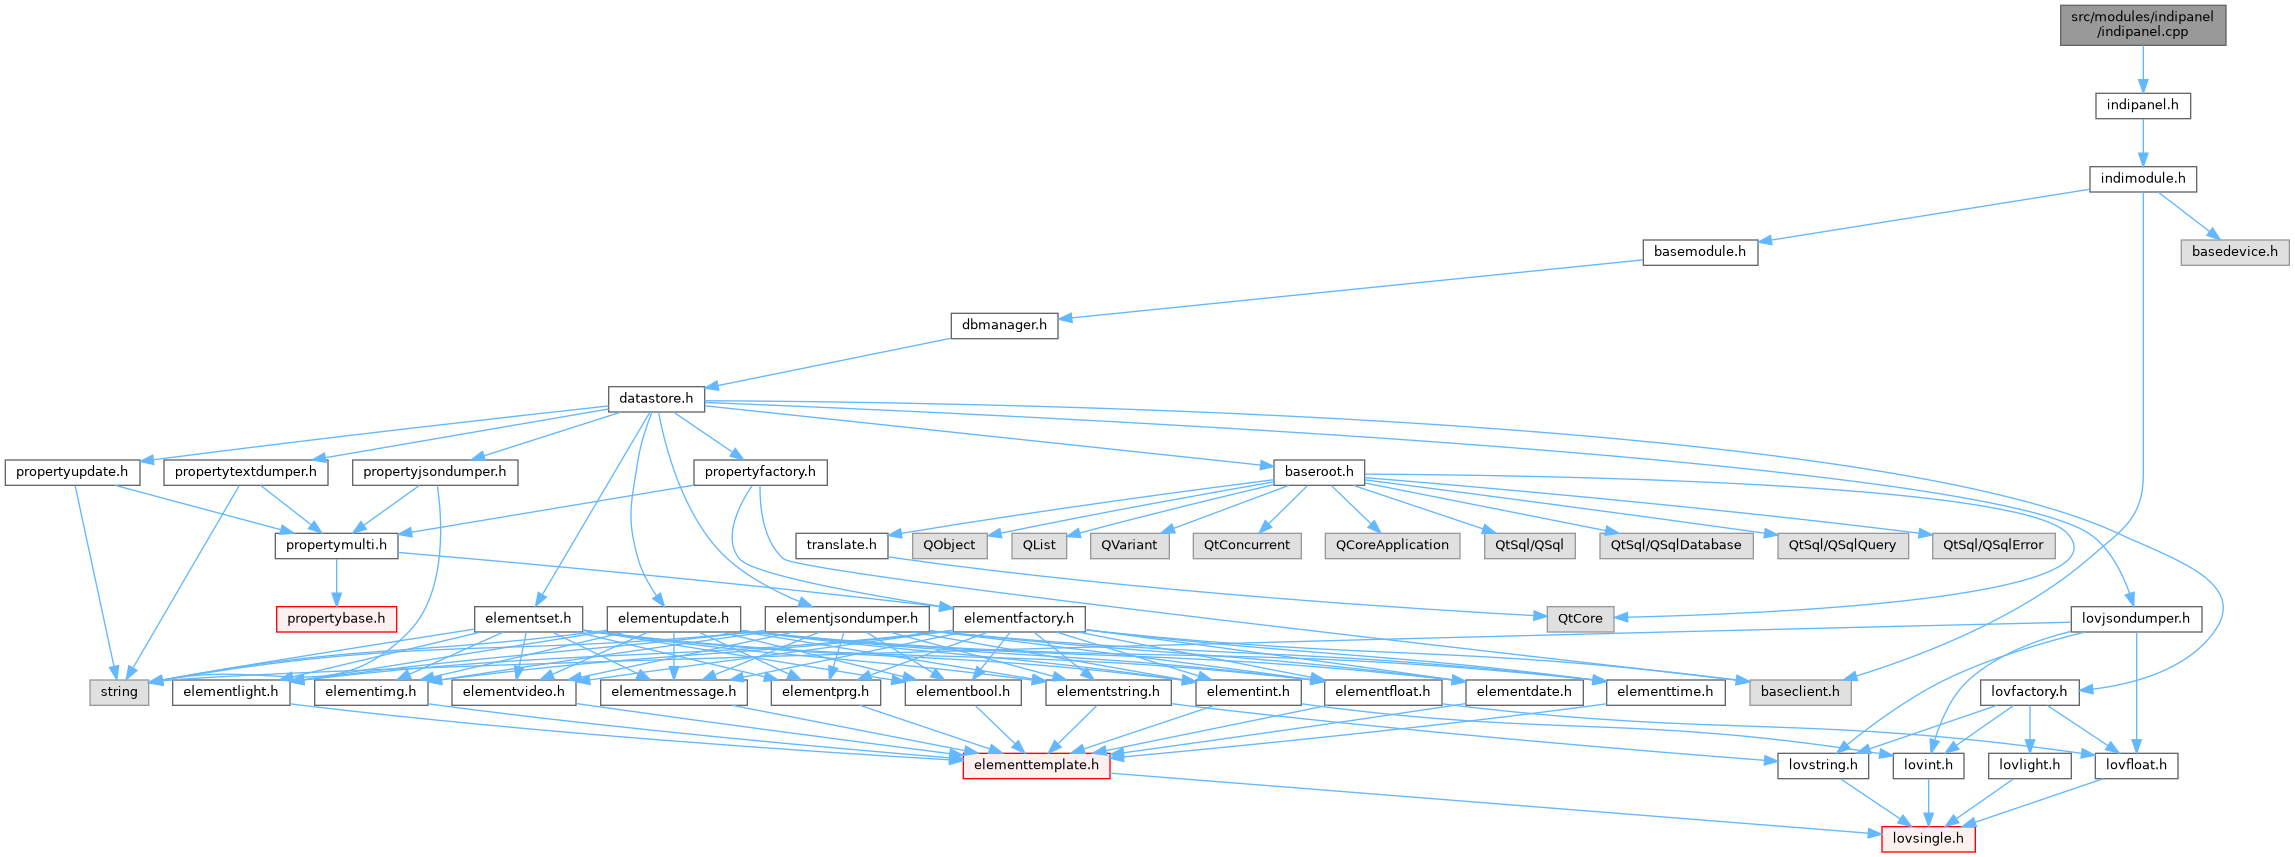 src/modules/indipanel
/indipanel.cpp
indipanel.h
indimodule.h
basemodule.h
basedevice.h
dbmanager.h
datastore.h
propertyupdate.h
propertytextdumper.h
propertyjsondumper.h
propertyfactory.h
baseroot.h
propertymulti.h
translate.h
QObject
QList
QVariant
QtConcurrent
QCoreApplication
QtSql/QSql
QtSql/QSqlDatabase
QtSql/QSqlQuery
QtSql/QSqlError
propertybase.h
elementset.h
elementupdate.h
elementjsondumper.h
elementfactory.h
QtCore
lovjsondumper.h
string
elementlight.h
elementimg.h
elementvideo.h
elementmessage.h
elementprg.h
elementbool.h
elementstring.h
elementint.h
elementfloat.h
elementdate.h
elementtime.h
baseclient.h
lovfactory.h
elementtemplate.h
lovstring.h
lovint.h
lovlight.h
lovfloat.h
lovsingle.h